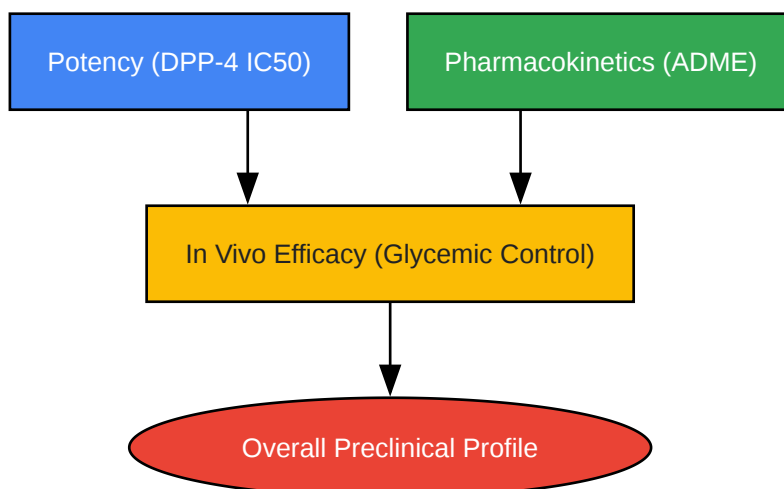 Potency (DPP-4 IC50)
Pharmacokinetics (ADME)
In Vivo Efficacy (Glycemic Control)
Overall Preclinical Profile